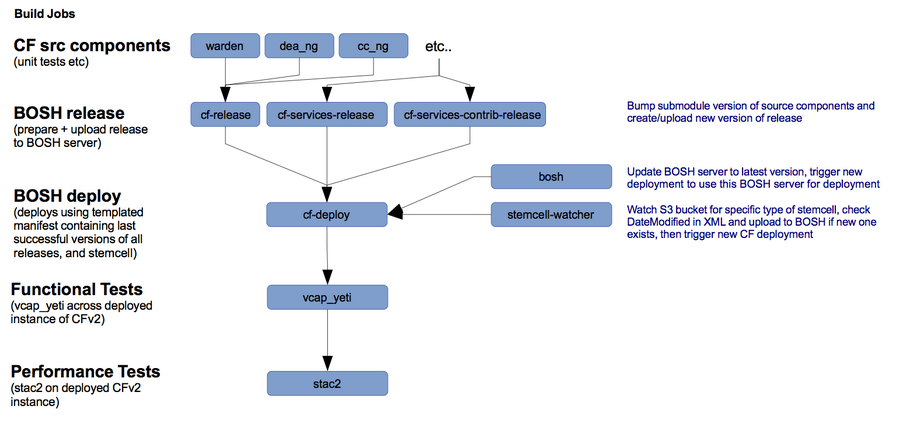 Build Jobs
CF src components
(unit tests etc)
warden
dea_ng
cc_ng
etc..
BOSH release
(prepare + upload release
to BOSH server)
cf-release
cf-services-release
cf-services-contrib-release
Bump submodule version of source components and
create/upload new version of release
bosh
Update BOSH server to latest version, trigger new
deployment to use this BOSH server for deployment
BOSH deploy
(deploys using templated
manifest containing last
successful versions of all
releases, and stemcell)
cf-deploy
stemcell-watcher
Watch S3 bucket for specific type of stemcell, check
DateModified in XML and upload to BOSH if new one
exists, then trigger new CF deployment
Functional Tests
(vcap_yeti across deployed
instance of CFv2)
vcap_yeti
Performance Tests
(stac2 on deployed CFv2
instance)
stac2